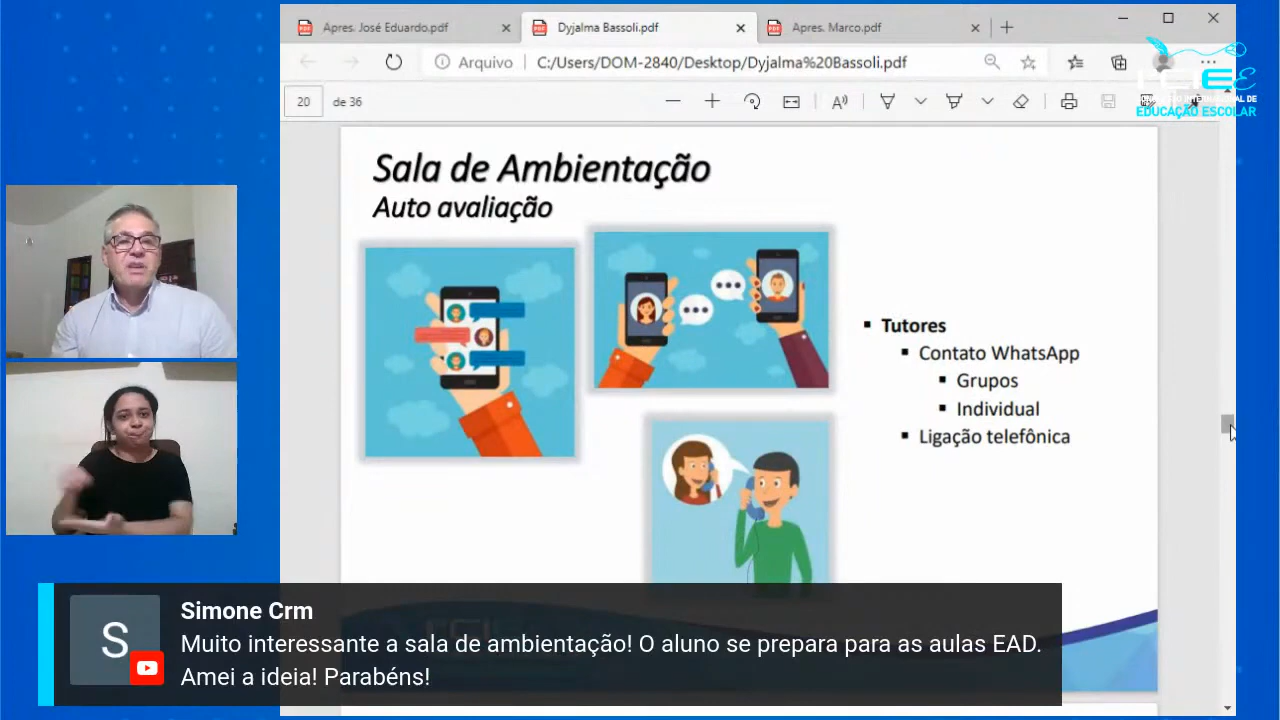 Apres. José Eduardo.pdf
Dyjalma Bassoli.pdf
Apres. Marco.pdf
Arquivo
C:/Users/DOM-2840/Desktop/Dyjalma%20Bassoli.pdf
20 de 36
EDUCAÇÃO ESCOLAR
Sala de Ambientação
Auto avaliação
Tutores
Contato WhatsApp
Grupos
Individual
Ligação telefônica
S
Simone Crm
Muito interessante a sala de ambientação! O aluno se prepara para as aulas EAD.
Amei a ideia! Parabéns!